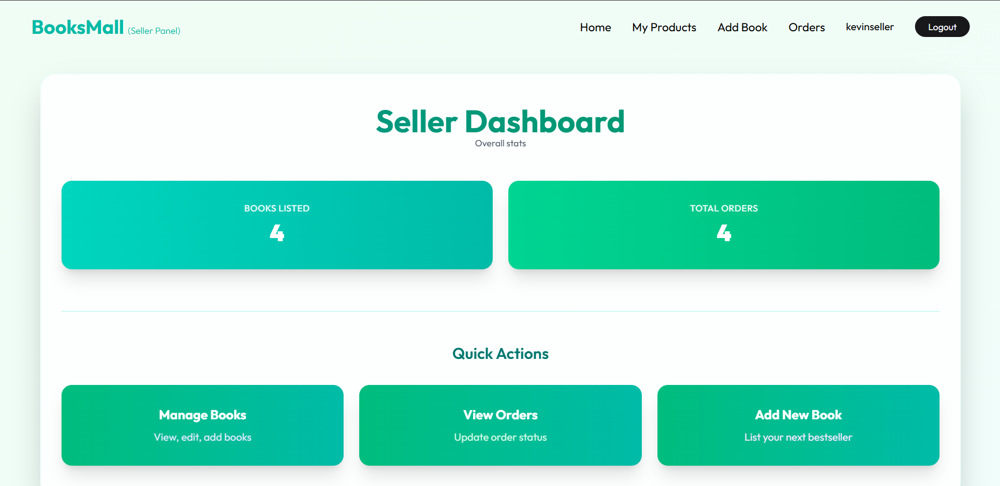 BooksMall (Seller Panel)
Home My Products Add Book Orders kevinseller Logout
Seller Dashboard
Overall stats
BOOKS LISTED
4
TOTAL ORDERS
4
Quick Actions
Manage Books
View, edit, add books
View Orders
Update order status
Add New Book
List your next bestseller